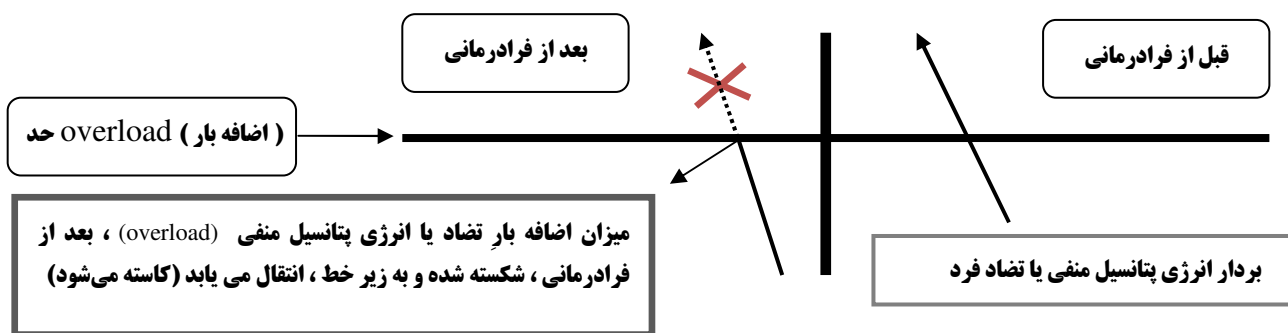 قبل از فرادرمانی
بعد از فرادرمانی
حد overload ( اضافه بار )
میزان اضافه بارِ تضاد یا انرژی پتانسیل منفی (overload) ، بعد از
فرادرمانی ، شکسته شده و به زیر خط ، انتقال می یابد (کاسته می‌شود)
بردار انرژی پتانسیل منفی یا تضاد فرد